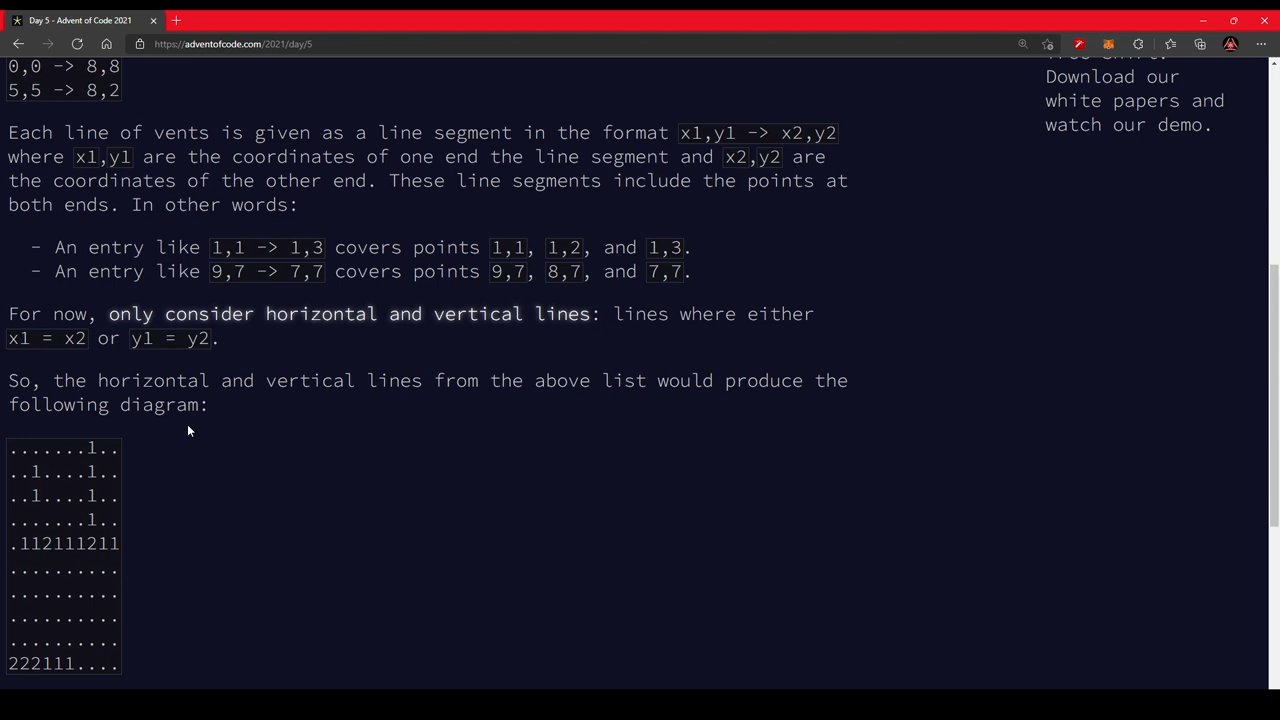 Day 5 - Advent of Code 2021
https://adventofcode.com/2021/day/5
0,0 -> 8,8
5,5 -> 8,2
Each line of vents is given as a line segment in the format x1,y1 -> x2,y2
where x1,y1 are the coordinates of one end the line segment and x2,y2 are
the coordinates of the other end. These line segments include the points at
both ends. In other words:
- An entry like 1,1 -> 1,3 covers points 1,1, 1,2, and 1,3.
- An entry like 9,7 -> 7,7 covers points 9,7, 8,7, and 7,7.
For now, only consider horizontal and vertical lines: lines where either
x1 = x2 or y1 = y2.
So, the horizontal and vertical lines from the above list would produce the
following diagram:
.......1..
..1....1..
..1....1..
.......1..
.112111211
..........
..........
..........
..........
222111....
Download our
white papers and
watch our demo.